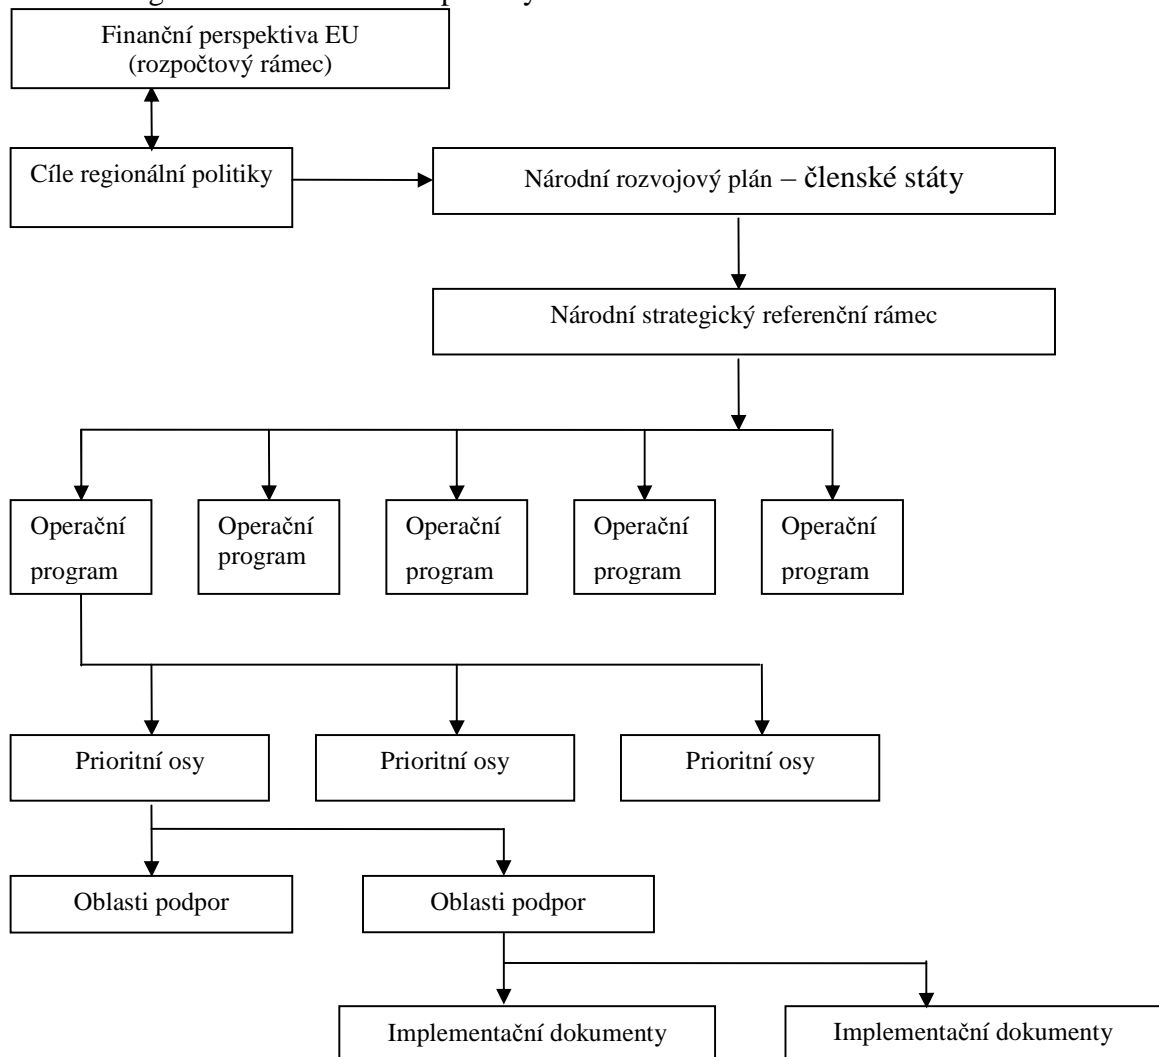 Finanční perspektiva EU
(rozpočtový rámec)
Cíle regionální politiky
Národní rozvojový plán – členské státy
Národní strategický referenční rámec
Operační
program
Operační
program
Operační
program
Operační
program
Operační
program
Prioritní osy
Prioritní osy
Prioritní osy
Oblasti podpor
Oblasti podpor
Implementační dokumenty
Implementační dokumenty